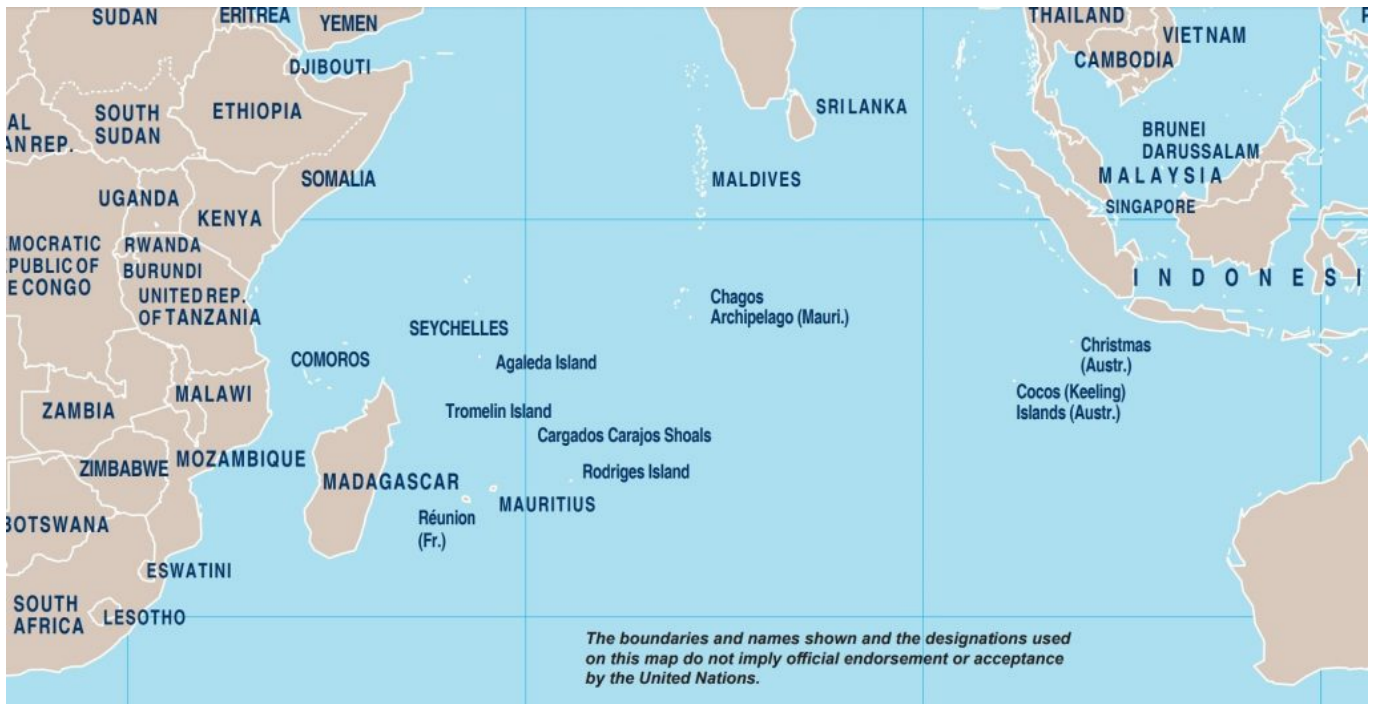 SUDAN
ERITREA
YEMEN
THAILAND
VIETNAM
CAMBODIA
DJIBOUTI
ETHIOPIA
SOUTH
SUDAN
AL
AN REP.
SRI LANKA
BRUNEI
DARUSSALAM
MALAYSIA
SINGAPORE
SOMALIA
MALDIVES
UGANDA
KENYA
MOCRATIC
PUBLIC OF
E CONGO
RWANDA
BURUNDI
UNITED REP.
OF TANZANIA
INDONESI
Chagos
Archipelago (Mauri.)
SEYCHELLES
COMOROS
Agaleda Island
Christmas
(Austr.)
Cocos (Keeling)
Islands (Austr.)
MALAWI
ZAMBIA
Tromelin Island
Cargados Carajos Shoals
ZIMBABWE
MOZAMBIQUE
MADAGASCAR
Rodriges Island
MAURITIUS
Réunion
(Fr.)
BOTSWANA
ESWATINI
SOUTH
AFRICA
LESOTHO
The boundaries and names shown and the designations used
on this map do not imply official endorsement or acceptance
by the United Nations.